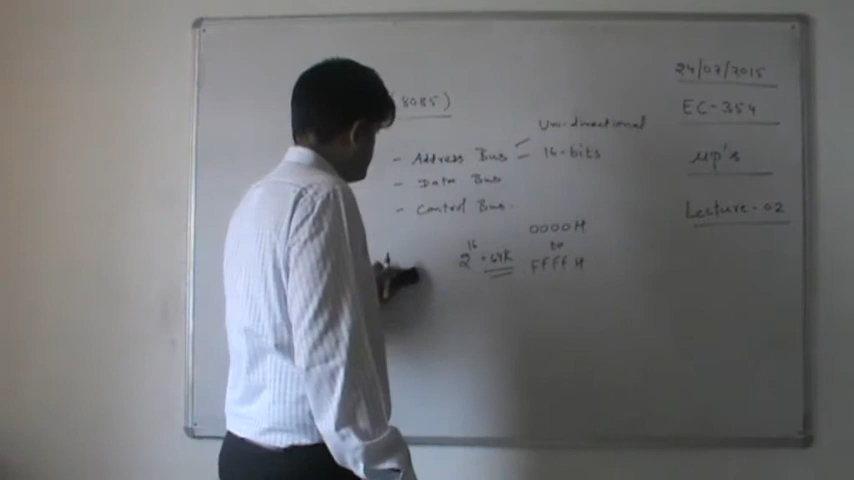 (8085)
- Address Bus - Uni-directional
- 16-bits
- Data Bus
- Control Bus.
2^16 = 64K
0000H
to
FFFF H
24/07/2015
EC-354
μp's
Lecture-02